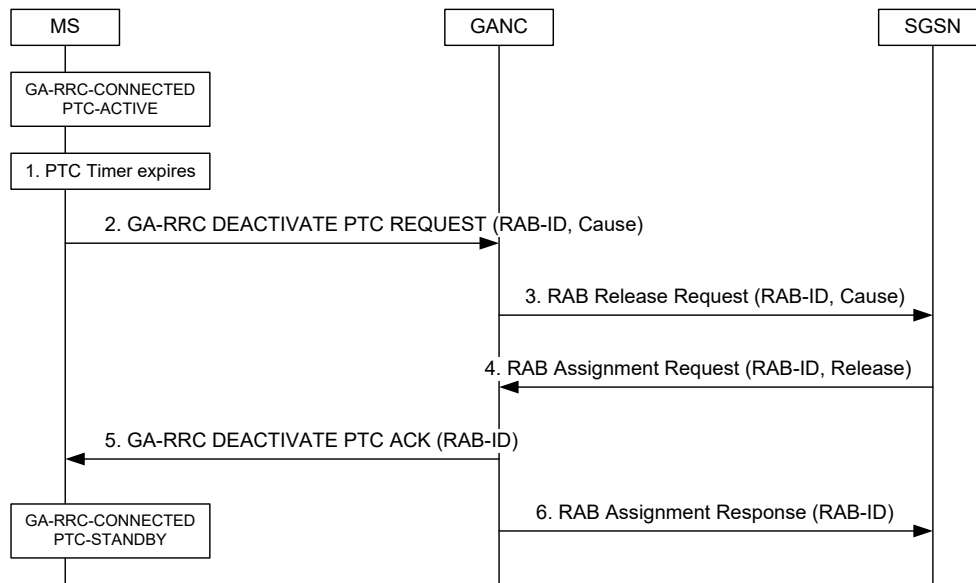 MS
GANC
SGSN
GA-RRC-CONNECTED
PTC-ACTIVE
1. PTC Timer expires
2. GA-RRC DEACTIVATE PTC REQUEST (RAB-ID, Cause)
3. RAB Release Request (RAB-ID, Cause)
4. RAB Assignment Request (RAB-ID, Release)
5. GA-RRC DEACTIVATE PTC ACK (RAB-ID)
GA-RRC-CONNECTED
PTC-STANDBY
6. RAB Assignment Response (RAB-ID)